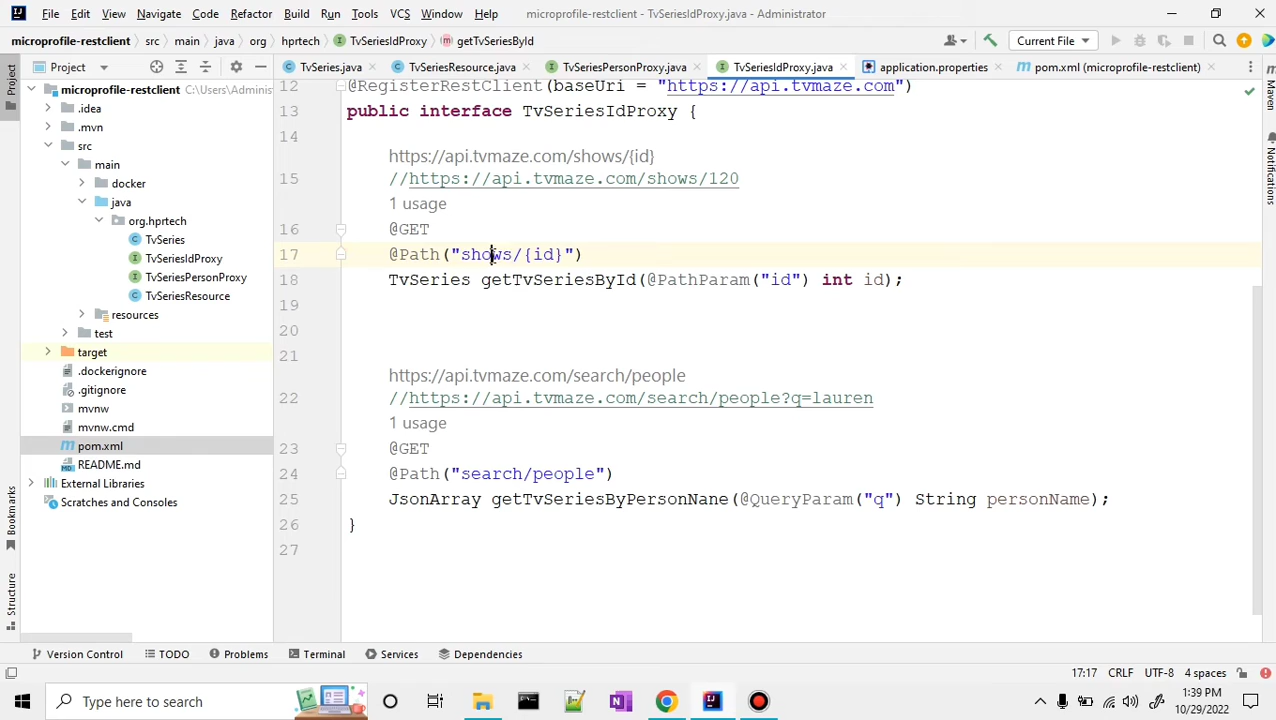 File Edit View Navigate Code Refactor Build Run Tools VCS Window Help microprofile-restclient - TvSeriesIdProxy.java - Administrator
microprofile-restclient src main java org hprtech TvSeriesIdProxy getTvSeriesById Current File
Project TvSeries.java TvSeriesResource.java TvSeriesPersonProxy.java TvSeriesIdProxy.java application.properties pom.xml (microprofile-restclient)
Project
microprofile-restclient C:\Users\Adminis
.idea
.mvn
src
main
docker
java
org.hprtech
TvSeries
TvSeriesIdProxy
TvSeriesPersonProxy
TvSeriesResource
resources
test
target
.dockerignore
.gitignore
mvnw
mvnw.cmd
pom.xml
README.md
External Libraries
Scratches and Consoles
Bookmarks
Structure
12 @RegisterRestClient(baseUri = "https://api.tvmaze.com")
13 public interface TvSeriesIdProxy {
14
https://api.tvmaze.com/shows/{id}
15 //https://api.tvmaze.com/shows/120
1 usage
16 @GET
17 @Path("shows/{id}")
18 TvSeries getTvSeriesById(@PathParam("id") int id);
19
20
21
https://api.tvmaze.com/search/people
22 //https://api.tvmaze.com/search/people?q=lauren
1 usage
23 @GET
24 @Path("search/people")
25 JsonArray getTvSeriesByPersonNane(@QueryParam("q") String personName);
26 }
27
Maven
Notifications
Version Control TODO Problems Terminal Services Dependencies
17:17 CRLF UTF-8 4 spaces
Type here to search
1:39 PM
10/29/2022